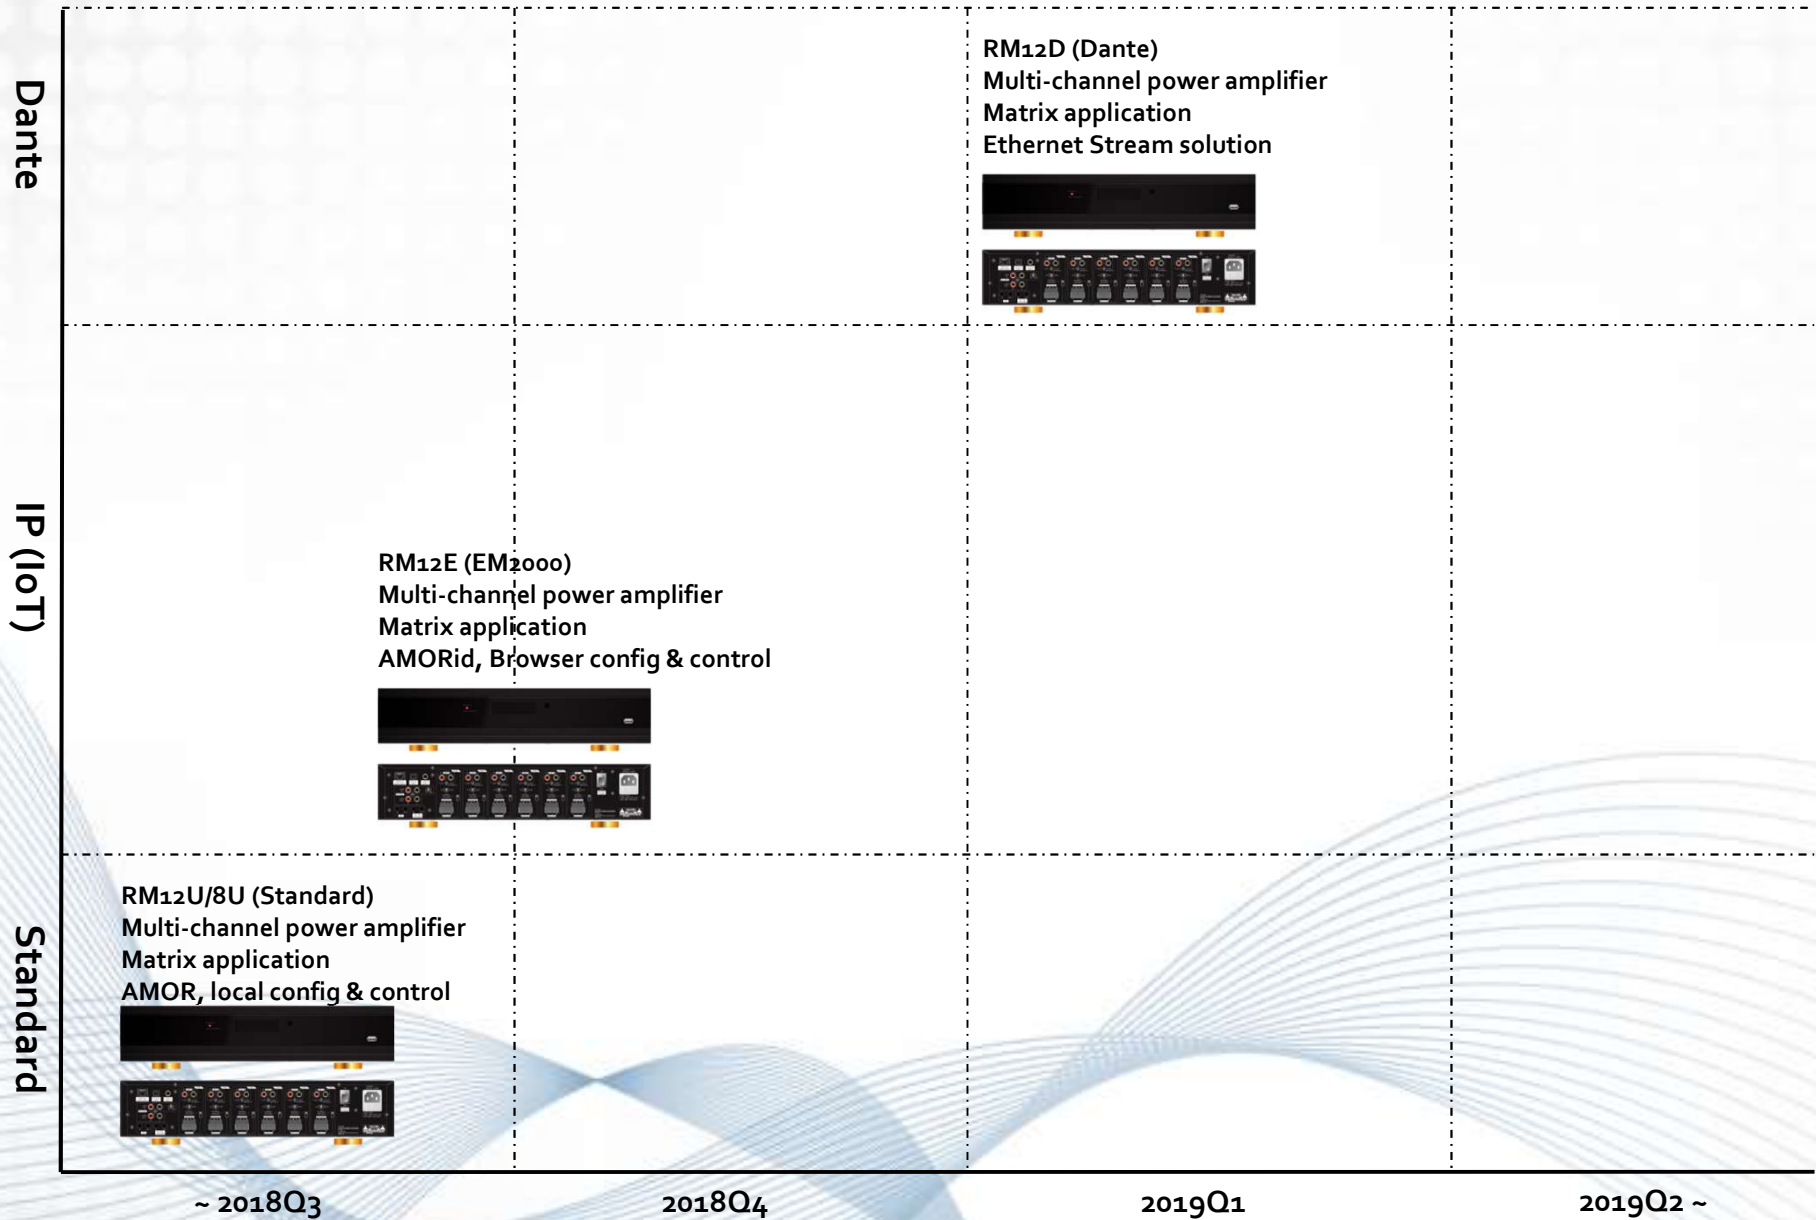 Dante
RM12D (Dante)
Multi-channel power amplifier
Matrix application
Ethernet Stream solution
IP (IoT)
RM12E (EM2000)
Multi-channel power amplifier
Matrix application
AMORid, Browser config & control
Standard
RM12U/8U (Standard)
Multi-channel power amplifier
Matrix application
AMOR, local config & control
~ 2018Q3
2018Q4
2019Q1
2019Q2 ~